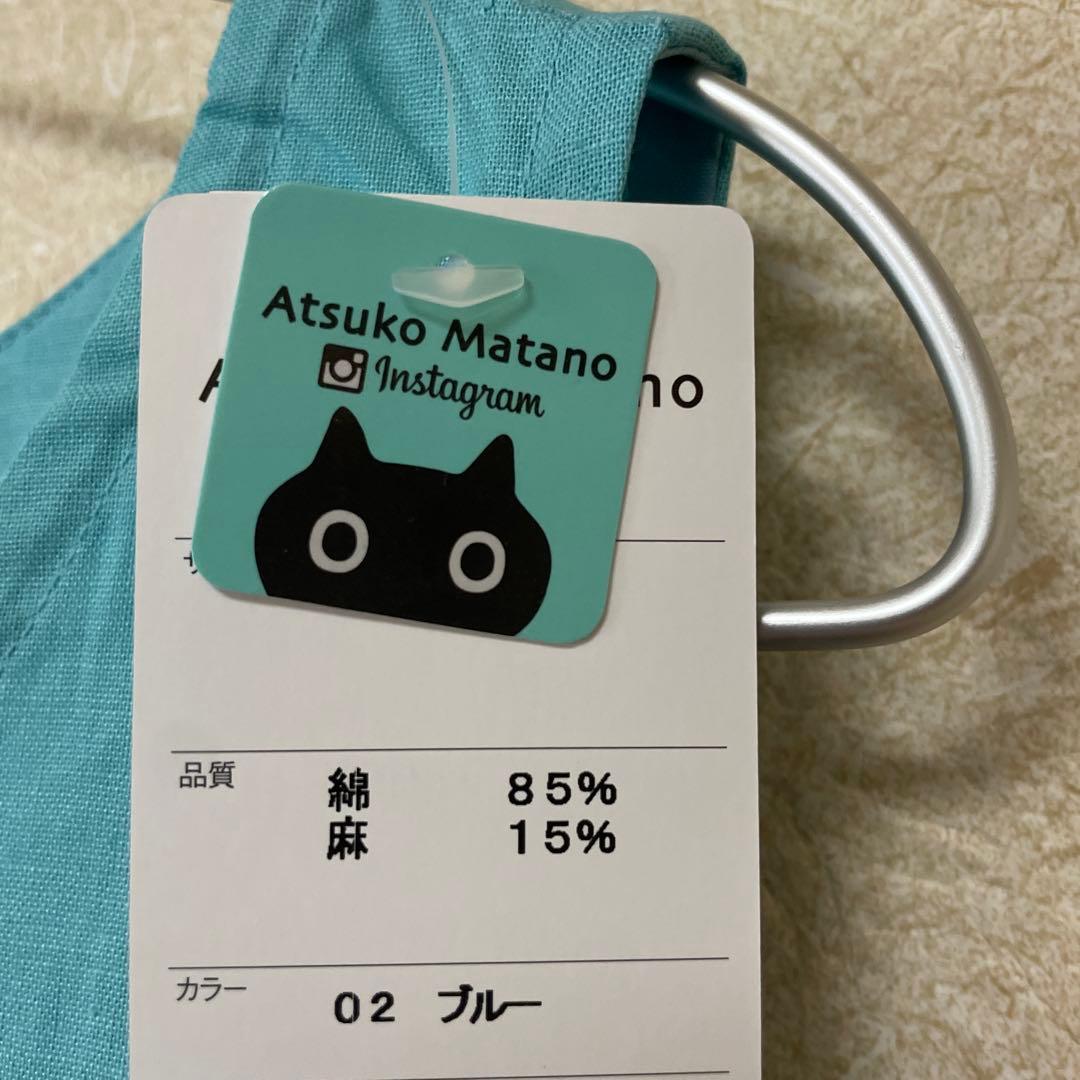 Atsuko Matano
Instagram
品質
綿 85%
麻 15%
カラー 02 ブルー